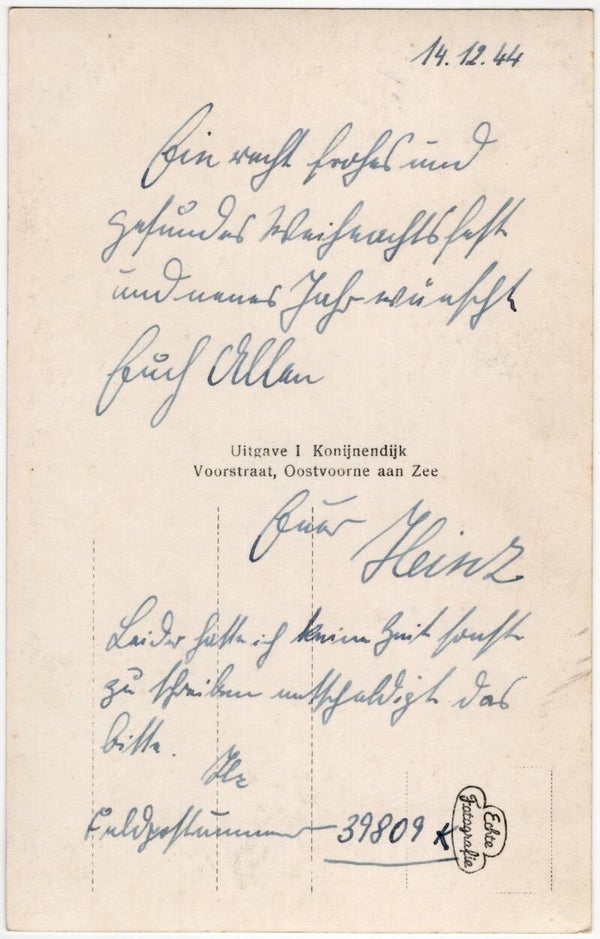 14.12.44
Ein recht frohes und
gesundes Weihnachtsfest
und neues Jahr wünscht
Euch Allen
Uitgave I Konijnendijk
Voorstraat, Oostvoorne aan Zee
Euer Heinz
Leider hatte ich keine Zeit sonst
zu schreiben entschuldigt das
bitte.
Hz
Feldpostnummer 39809 K
Echte
Fotografie